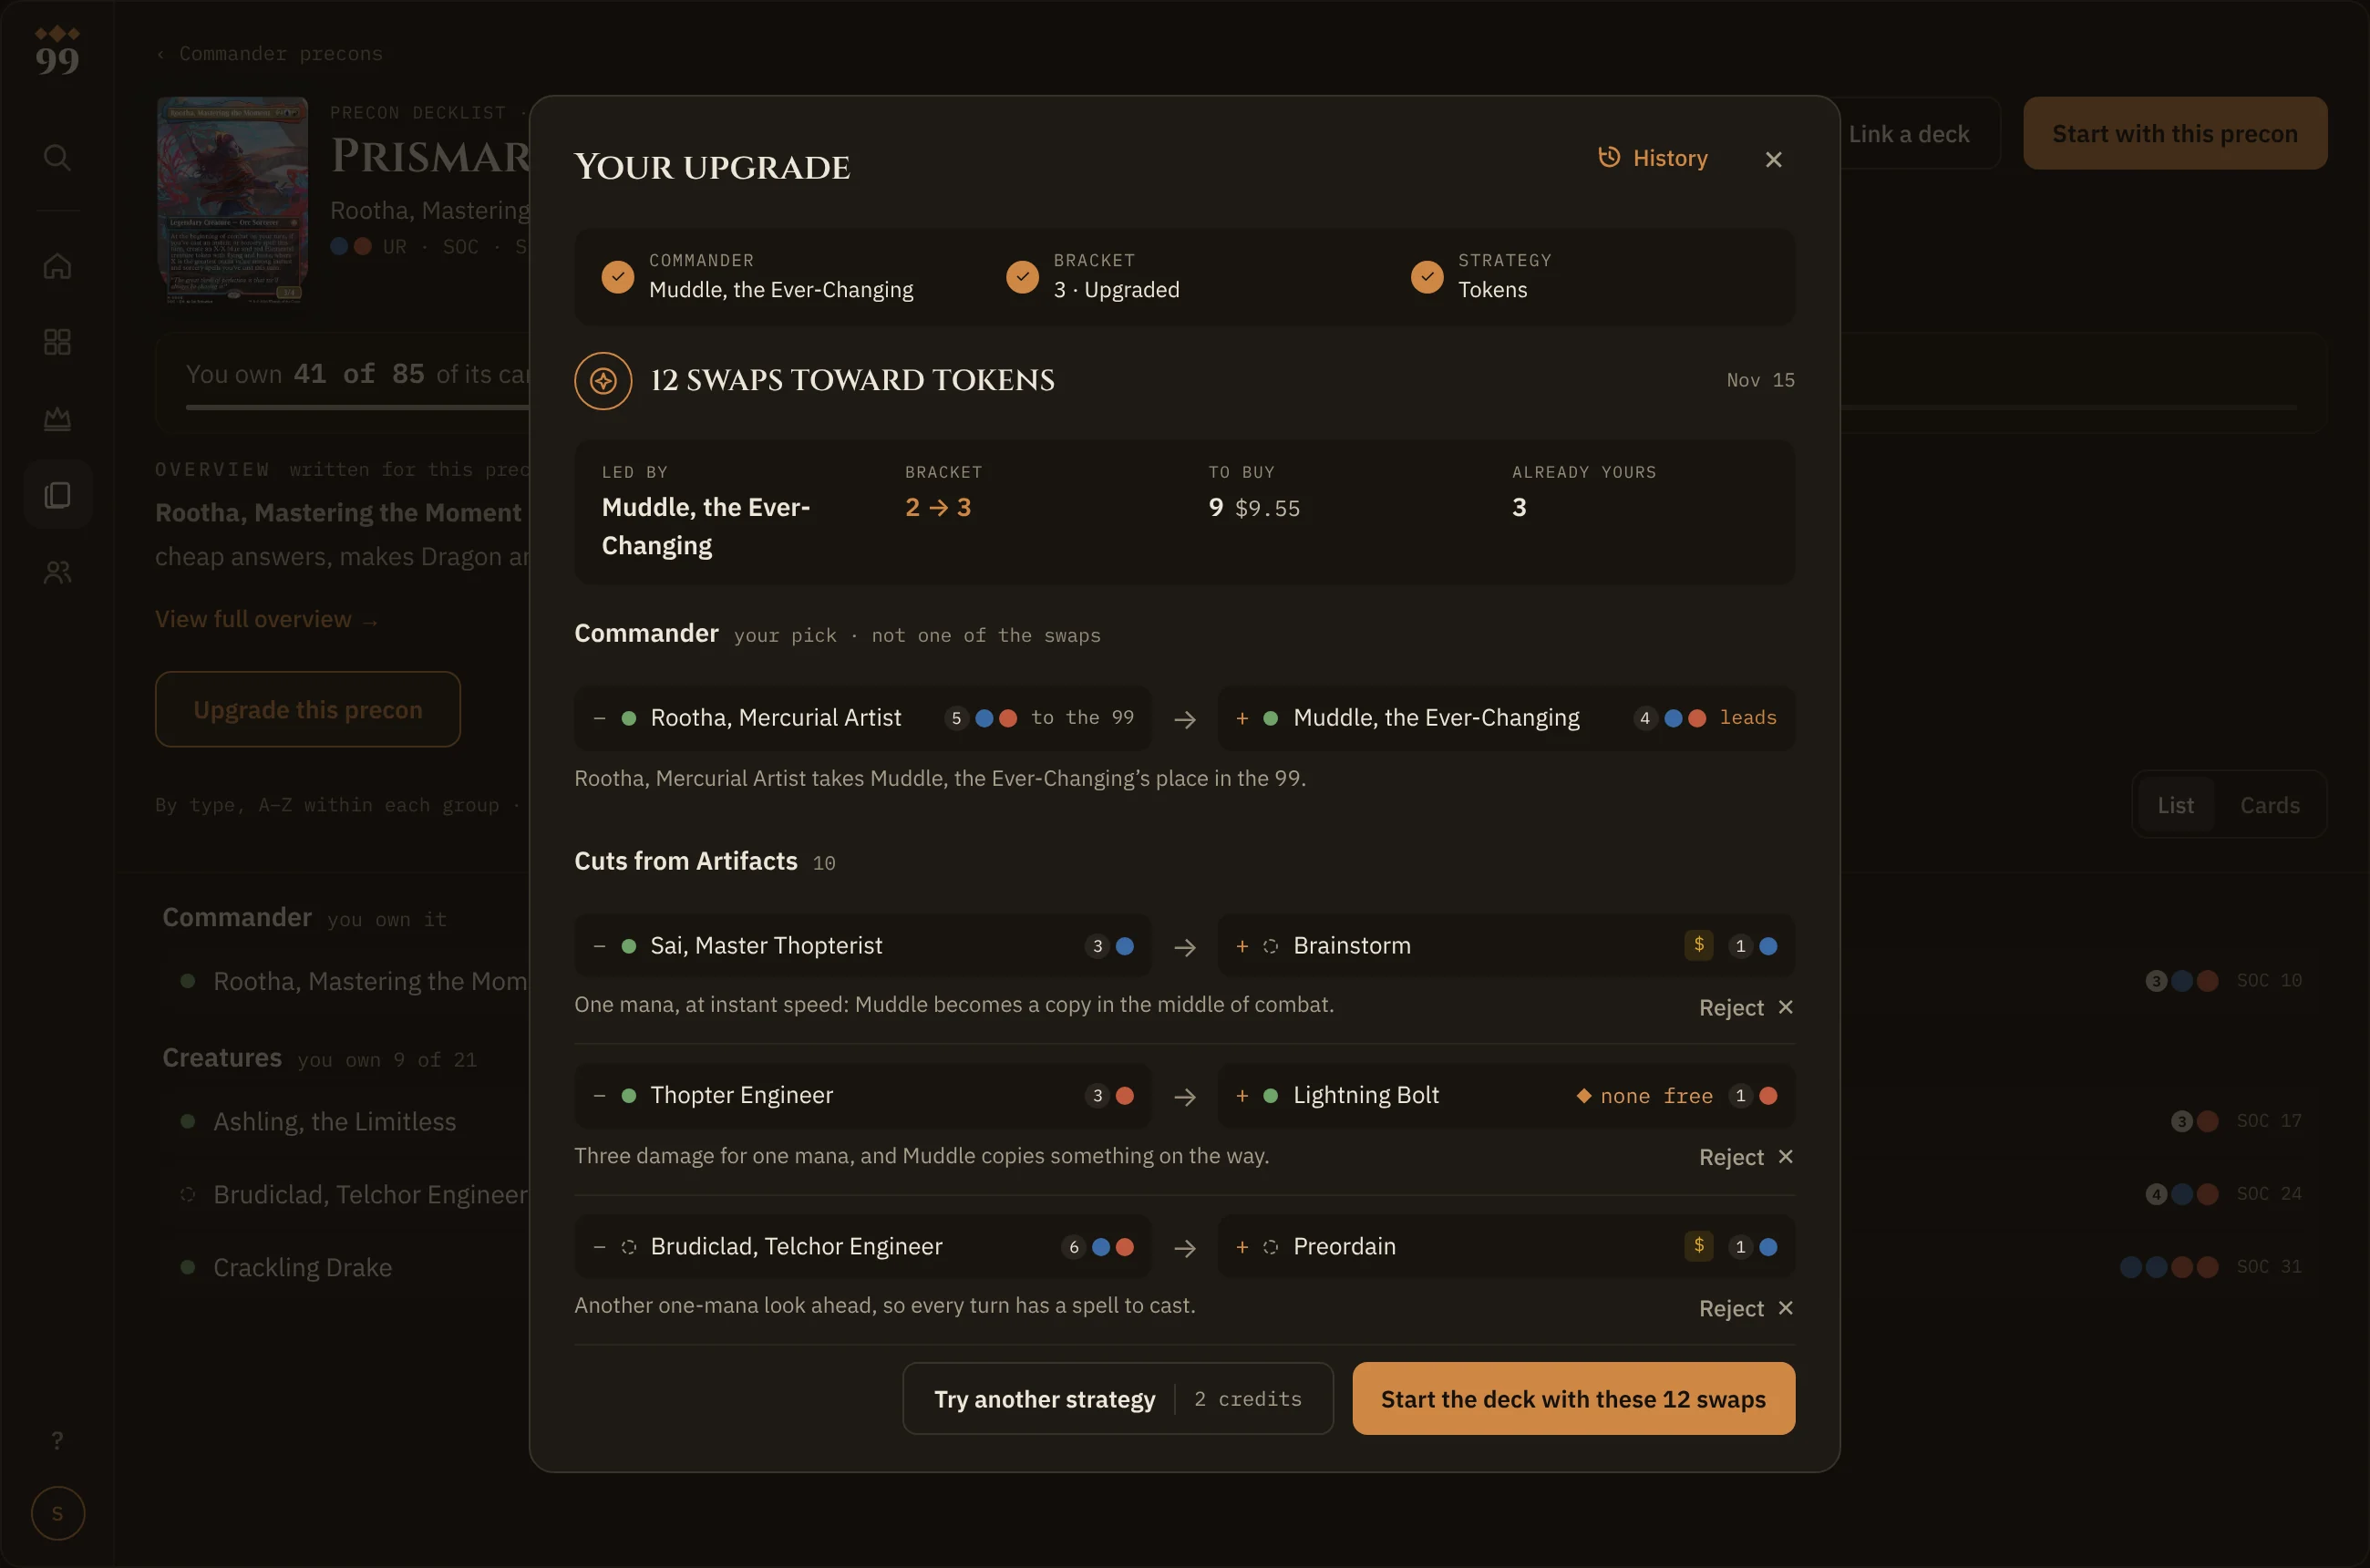 99
‹ Commander precons
PRECON DECKLIST ·
PRISMAR
Rootha, Mastering
UR · SOC · S
Link a deck
Start with this precon
You own 41 of 85 of its car
OVERVIEW written for this prec
Rootha, Mastering the Moment
cheap answers, makes Dragon ar
View full overview →
Upgrade this precon
By type, A–Z within each group ·
List
Cards
Commander you own it
Rootha, Mastering the Mom
3 SOC 10
Creatures you own 9 of 21
Ashling, the Limitless
3 SOC 17
Brudiclad, Telchor Engineer
4 SOC 24
Crackling Drake
SOC 31
?
S
YOUR UPGRADE
History
COMMANDER
Muddle, the Ever-Changing
BRACKET
3 · Upgraded
STRATEGY
Tokens
12 SWAPS TOWARD TOKENS
Nov 15
LED BY
Muddle, the Ever-
Changing
BRACKET
2 → 3
TO BUY
9 $9.55
ALREADY YOURS
3
Commander your pick · not one of the swaps
− Rootha, Mercurial Artist 5 to the 99 → + Muddle, the Ever-Changing 4 leads
Rootha, Mercurial Artist takes Muddle, the Ever-Changing’s place in the 99.
Cuts from Artifacts 10
− Sai, Master Thopterist 3 → + Brainstorm $ 1
One mana, at instant speed: Muddle becomes a copy in the middle of combat.
Reject ✕
− Thopter Engineer 3 → + Lightning Bolt ◆ none free 1
Three damage for one mana, and Muddle copies something on the way.
Reject ✕
− Brudiclad, Telchor Engineer 6 → + Preordain $ 1
Another one-mana look ahead, so every turn has a spell to cast.
Reject ✕
Try another strategy | 2 credits
Start the deck with these 12 swaps